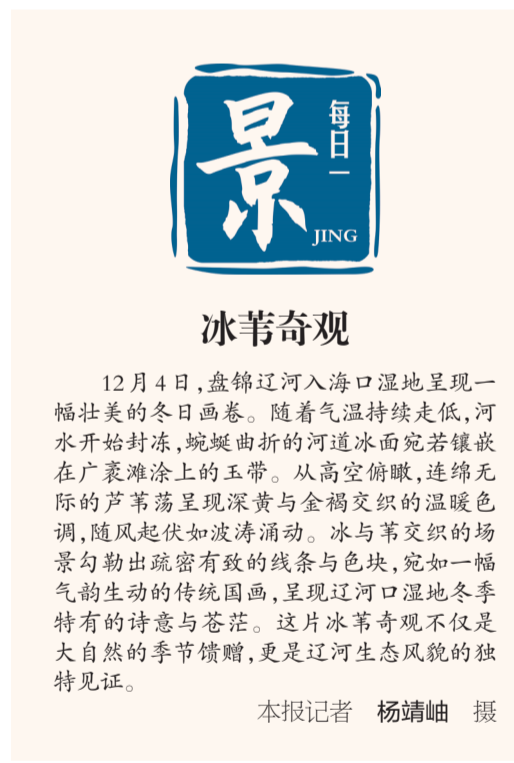 每日一
景
JING
冰苇奇观
12月4日,盘锦辽河入海口湿地呈现一
幅壮美的冬日画卷。随着气温持续走低,河
水开始封冻,蜿蜒曲折的河道冰面宛若镶嵌
在广袤滩涂上的玉带。从高空俯瞰,连绵无
际的芦苇荡呈现深黄与金褐交织的温暖色
调,随风起伏如波涛涌动。冰与苇交织的场
景勾勒出疏密有致的线条与色块,宛如一幅
气韵生动的传统国画,呈现辽河口湿地冬季
特有的诗意与苍茫。这片冰苇奇观不仅是
大自然的季节馈赠,更是辽河生态风貌的独
特见证。
本报记者 杨靖岫 摄